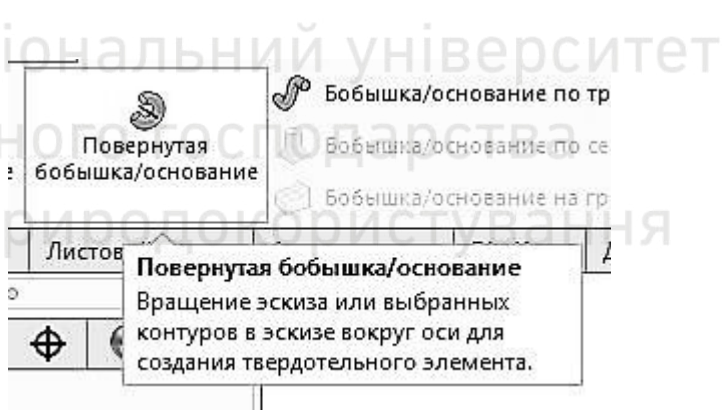 іональний університет
ного господарства
природокористування
Повернутая
бобышка/основание
Бобышка/основание по тр
Бобышка/основание по се
Бобышка/основание на гр
е
Листов
Д
Повернутая бобышка/основание
Вращение эскиза или выбранных
контуров в эскизе вокруг оси для
создания твердотельного элемента.